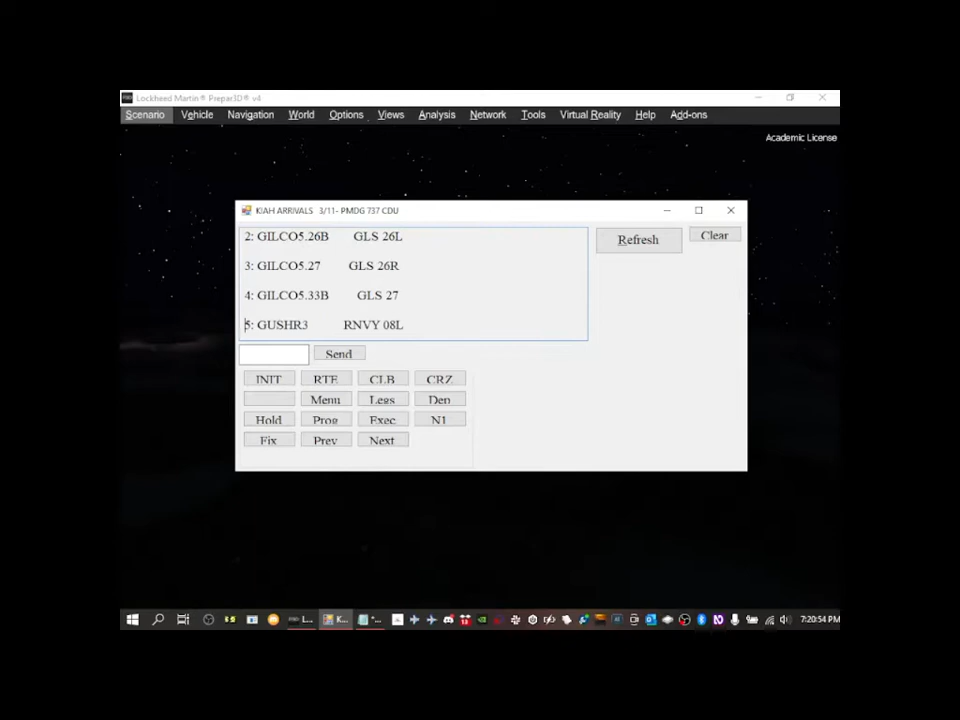 Lockheed Martin® Prepar3D® v4
Scenario Vehicle Navigation World Options Views Analysis Network Tools Virtual Reality Help Add-ons
Academic License
KIAH ARRIVALS 3/11- PMDG 737 CDU
2: GILCO5.26B GLS 26L
3: GILCO5.27 GLS 26R
4: GILCO5.33B GLS 27
5: GUSHR3 RNVY 08L
Refresh
Clear
Send
INIT RTE CLB CRZ
Menu Legs Dep
Hold Prog Exec N1
Fix Prev Next
L... K... *...
7:20:54 PM